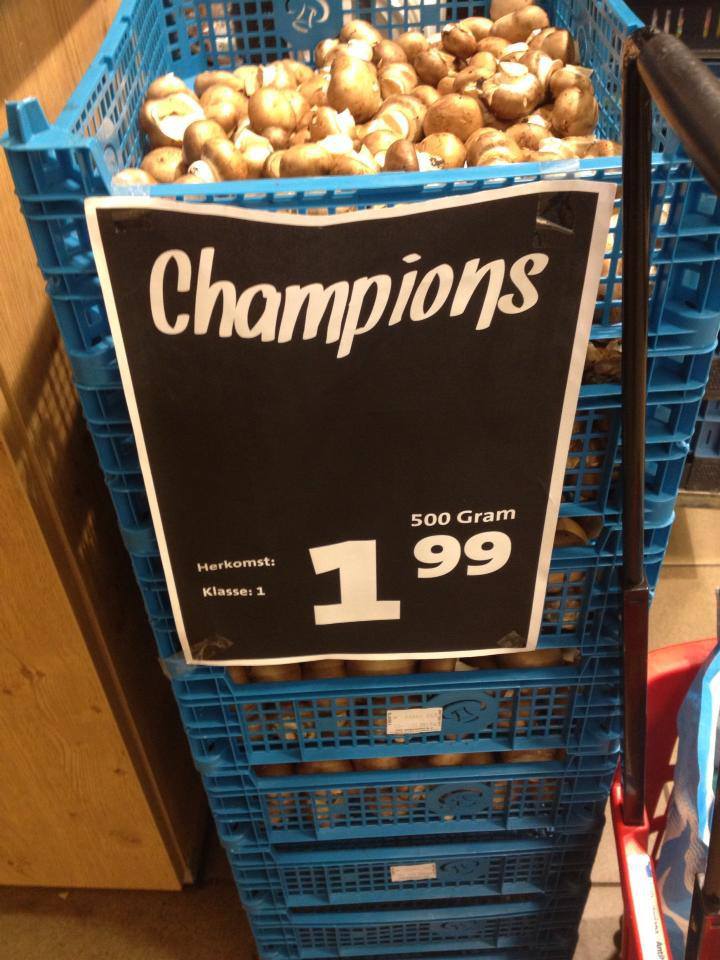 Champions
500 Gram
1 99
Herkomst:
Klasse: 1